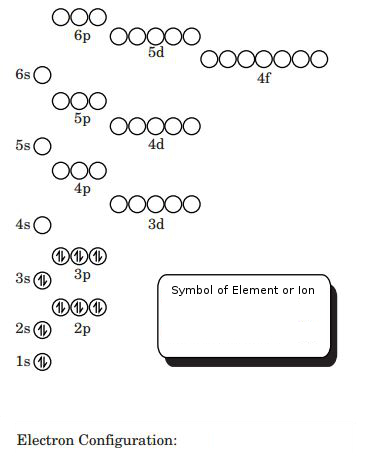 6p
5d
4f
6s
5p
4d
5s
4p
3d
4s
3p
3s
Symbol of Element or Ion
2p
2s
1s
Electron Configuration: